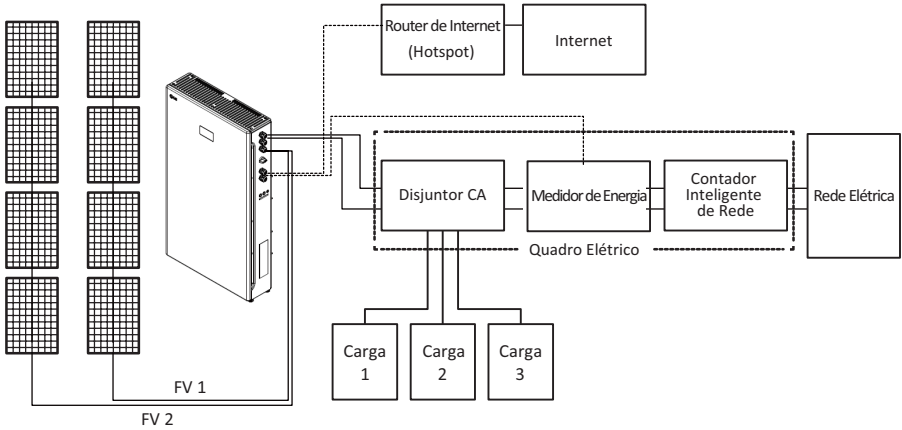 Router de Internet
(Hotspot)
Internet
Disjuntor CA
Medidor de Energia
Contador
Inteligente
de Rede
Rede Elétrica
Quadro Elétrico
Carga
1
Carga
2
Carga
3
FV 1
FV 2